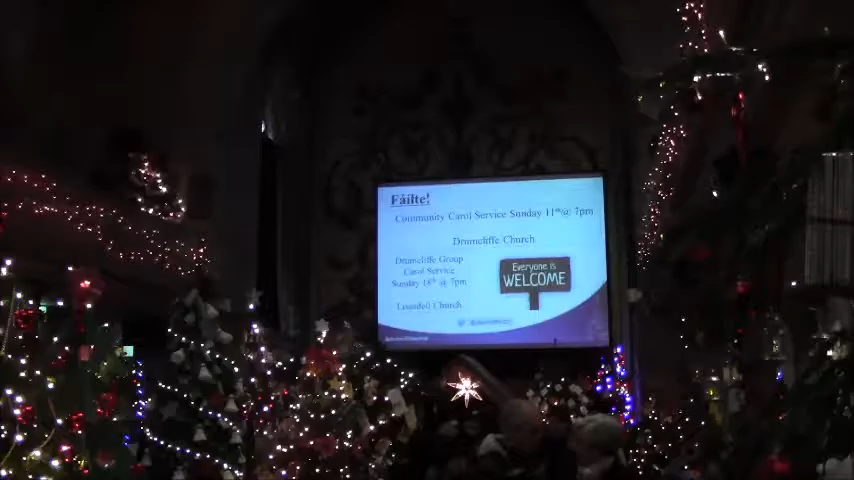 Fáilte!
Community Carol Service Sunday 11th @ 7pm
Drumcliffe Church
Drumcliffe Group
Carol Service
Sunday 18th @ 7pm
Lissadell Church
Everyone is
WELCOME